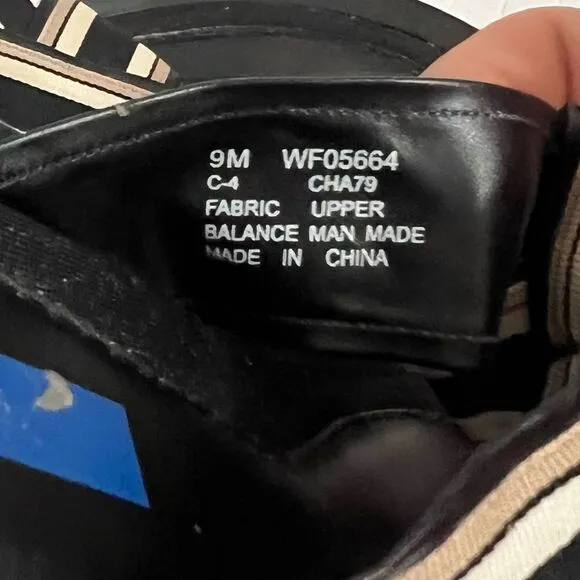 9M WF05664
C-4 CHA79
FABRIC UPPER
BALANCE MAN MADE
MADE IN CHINA